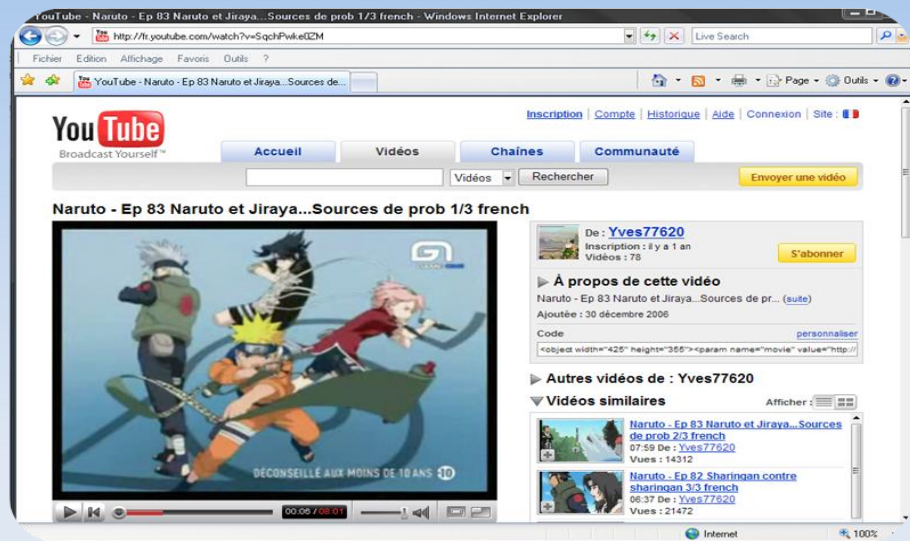 YouTube - Naruto - Ep 83 Naruto et Jiraya...Sources de prob 1/3 french - Windows Internet Explorer
http://fr.youtube.com/watch?v=SqchPwke0ZM
Live Search
Fichier Edition Affichage Favoris Outils ?
YouTube - Naruto - Ep 83 Naruto et Jiraya...Sources de...
Page Outils
Inscription | Compte | Historique | Aide | Connexion | Site :
You Tube
Broadcast Yourself™
Accueil Vidéos Chaînes Communauté
Vidéos Rechercher Envoyer une vidéo
Naruto - Ep 83 Naruto et Jiraya...Sources de prob 1/3 french
De : Yves77620
Inscription : il y a 1 an
Vidéos : 78
S'abonner
À propos de cette vidéo
Naruto - Ep 83 Naruto et Jiraya...Sources de pr... (suite)
Ajoutée : 30 décembre 2006
Code personnaliser
<object width="425" height="355"><param name="movie" value="http://
Autres vidéos de : Yves77620
Vidéos similaires Afficher :
Naruto - Ep 83 Naruto et Jiraya...Sources de prob 2/3 french
07:59 De : Yves77620
Vues : 14312
Naruto - Ep 82 Sharingan contre sharingan 3/3 french
06:37 De : Yves77620
Vues : 21472
DÉCONSEILLÉ AUX MOINS DE 10 ANS -10
00:06 / 08:01
Internet 100%